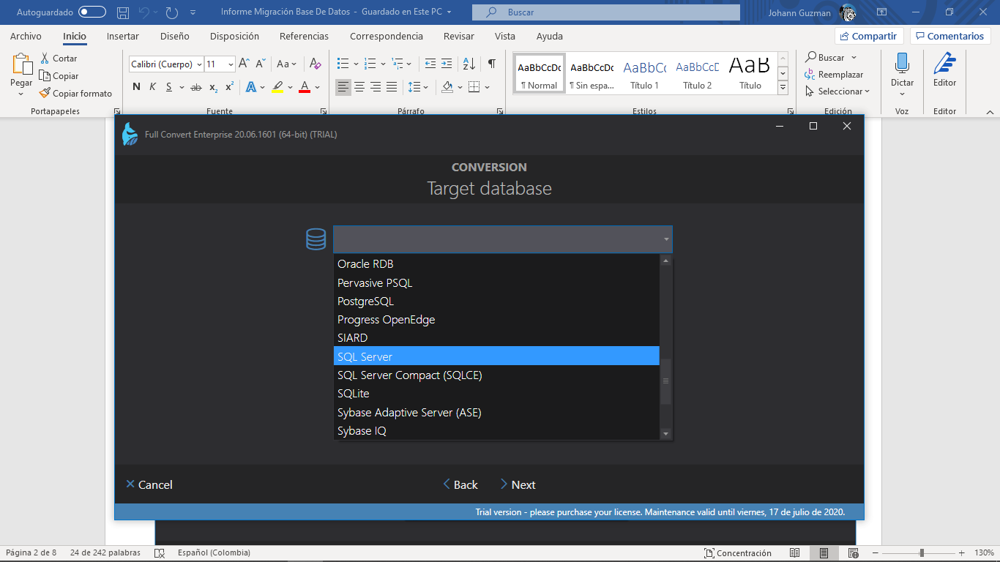 Autoguardado
Informe Migración Base De Datos - Guardado en Este PC
Buscar
Johann Guzman
Archivo Inicio Insertar Diseño Disposición Referencias Correspondencia Revisar Vista Ayuda
Compartir Comentarios
Pegar
Cortar
Copiar
Copiar formato
Portapapeles
Calibri (Cuerpo) 11
Aa
N K S ab x₂ x²
Fuente
Párrafo
AaBbCcDc
¶ Normal
AaBbCcDc
¶ Sin espa...
AaBbCc
Título 1
AaBbCcD
Título 2
AaB
Título
Estilos
Buscar
Reemplazar
Seleccionar
Edición
Dictar
Voz
Editor
Editor
Full Convert Enterprise 20.06.1601 (64-bit) (TRIAL)
CONVERSION
Target database
Oracle RDB
Pervasive PSQL
PostgreSQL
Progress OpenEdge
SIARD
SQL Server
SQL Server Compact (SQLCE)
SQLite
Sybase Adaptive Server (ASE)
Sybase IQ
Cancel Back Next
Trial version - please purchase your license. Maintenance valid until viernes, 17 de julio de 2020.
Página 2 de 8 24 de 242 palabras Español (Colombia) Concentración 130%